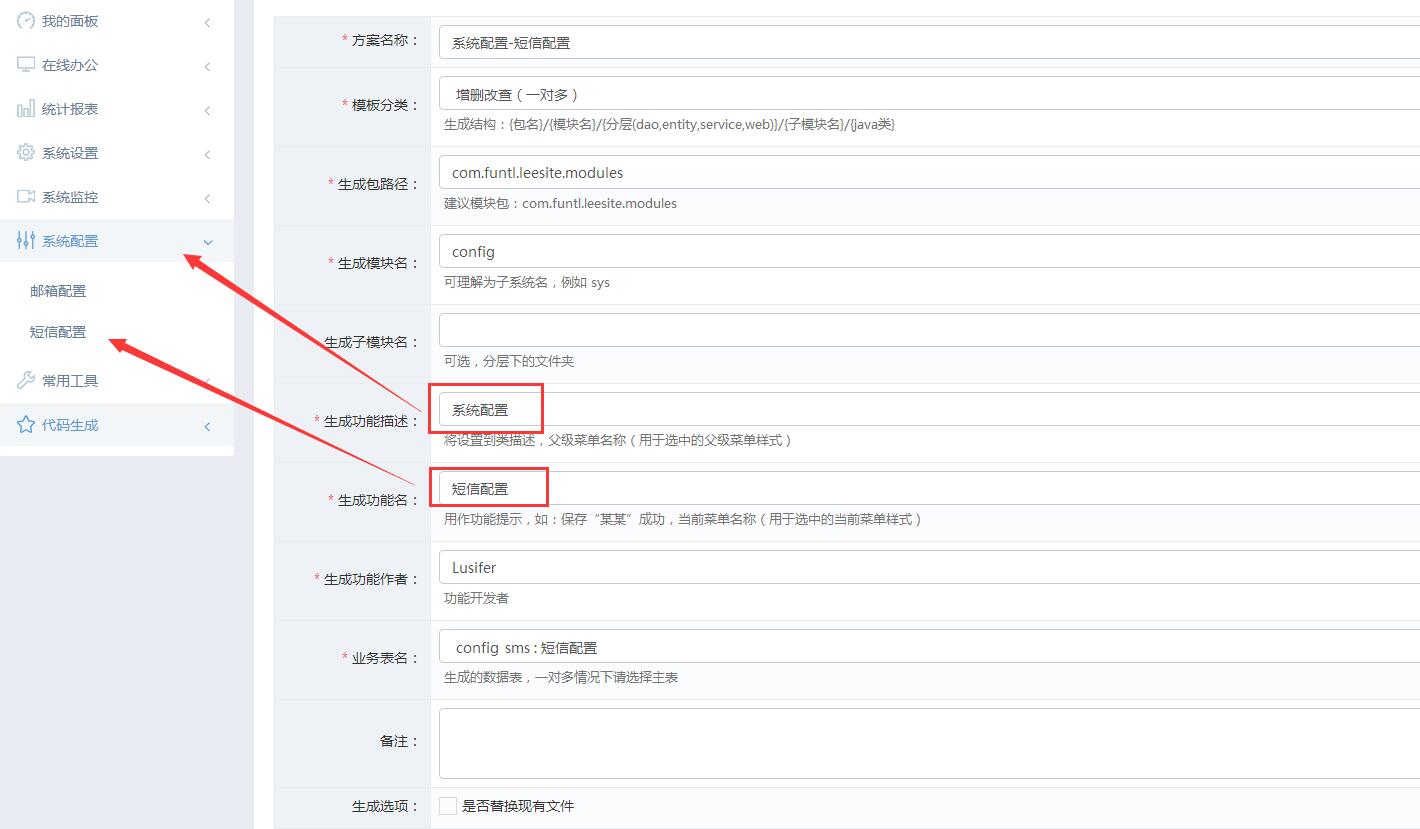 我的面板
在线办公
统计报表
系统设置
系统监控
系统配置
邮箱配置
短信配置
常用工具
代码生成
* 方案名称：
系统配置-短信配置
* 模板分类：
增删改查（一对多）
生成结构：{包名}/{模块名}/{分层(dao,entity,service,web)}/{子模块名}/{java类}
* 生成包路径：
com.funtl.leesite.modules
建议模块包：com.funtl.leesite.modules
* 生成模块名：
config
可理解为子系统名，例如 sys
生成子模块名：
可选，分层下的文件夹
* 生成功能描述：
系统配置
将设置到类描述，父级菜单名称（用于选中的父级菜单样式）
* 生成功能名：
短信配置
用作功能提示，如：保存“某某”成功，当前菜单名称（用于选中的当前菜单样式）
* 生成功能作者：
Lusifer
功能开发者
* 业务表名：
config_sms : 短信配置
生成的数据表，一对多情况下请选择主表
备注：
生成选项：
是否替换现有文件